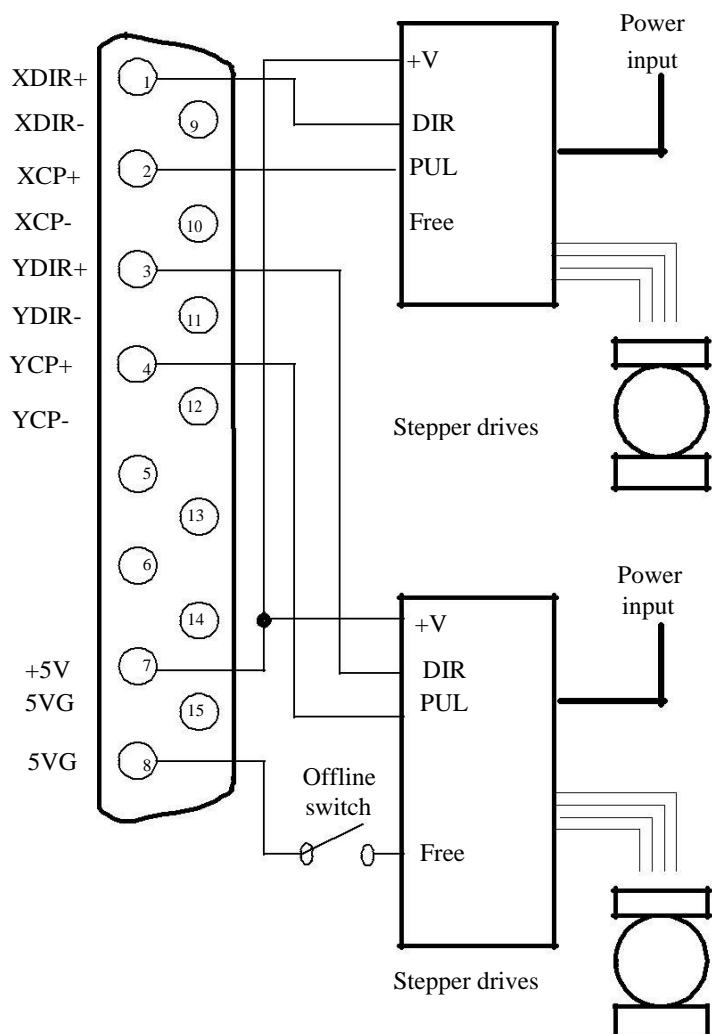 Power
input
XDIR+
1
+V
XDIR-
9
DIR
XCP+
2
PUL
XCP-
10
Free
YDIR+
3
YDIR-
11
YCP+
4
YCP-
12
Stepper drives
5
13
6
Power
input
14
+V
+5V
7
DIR
5VG
15
PUL
5VG
8
Offline
switch
Free
Stepper drives